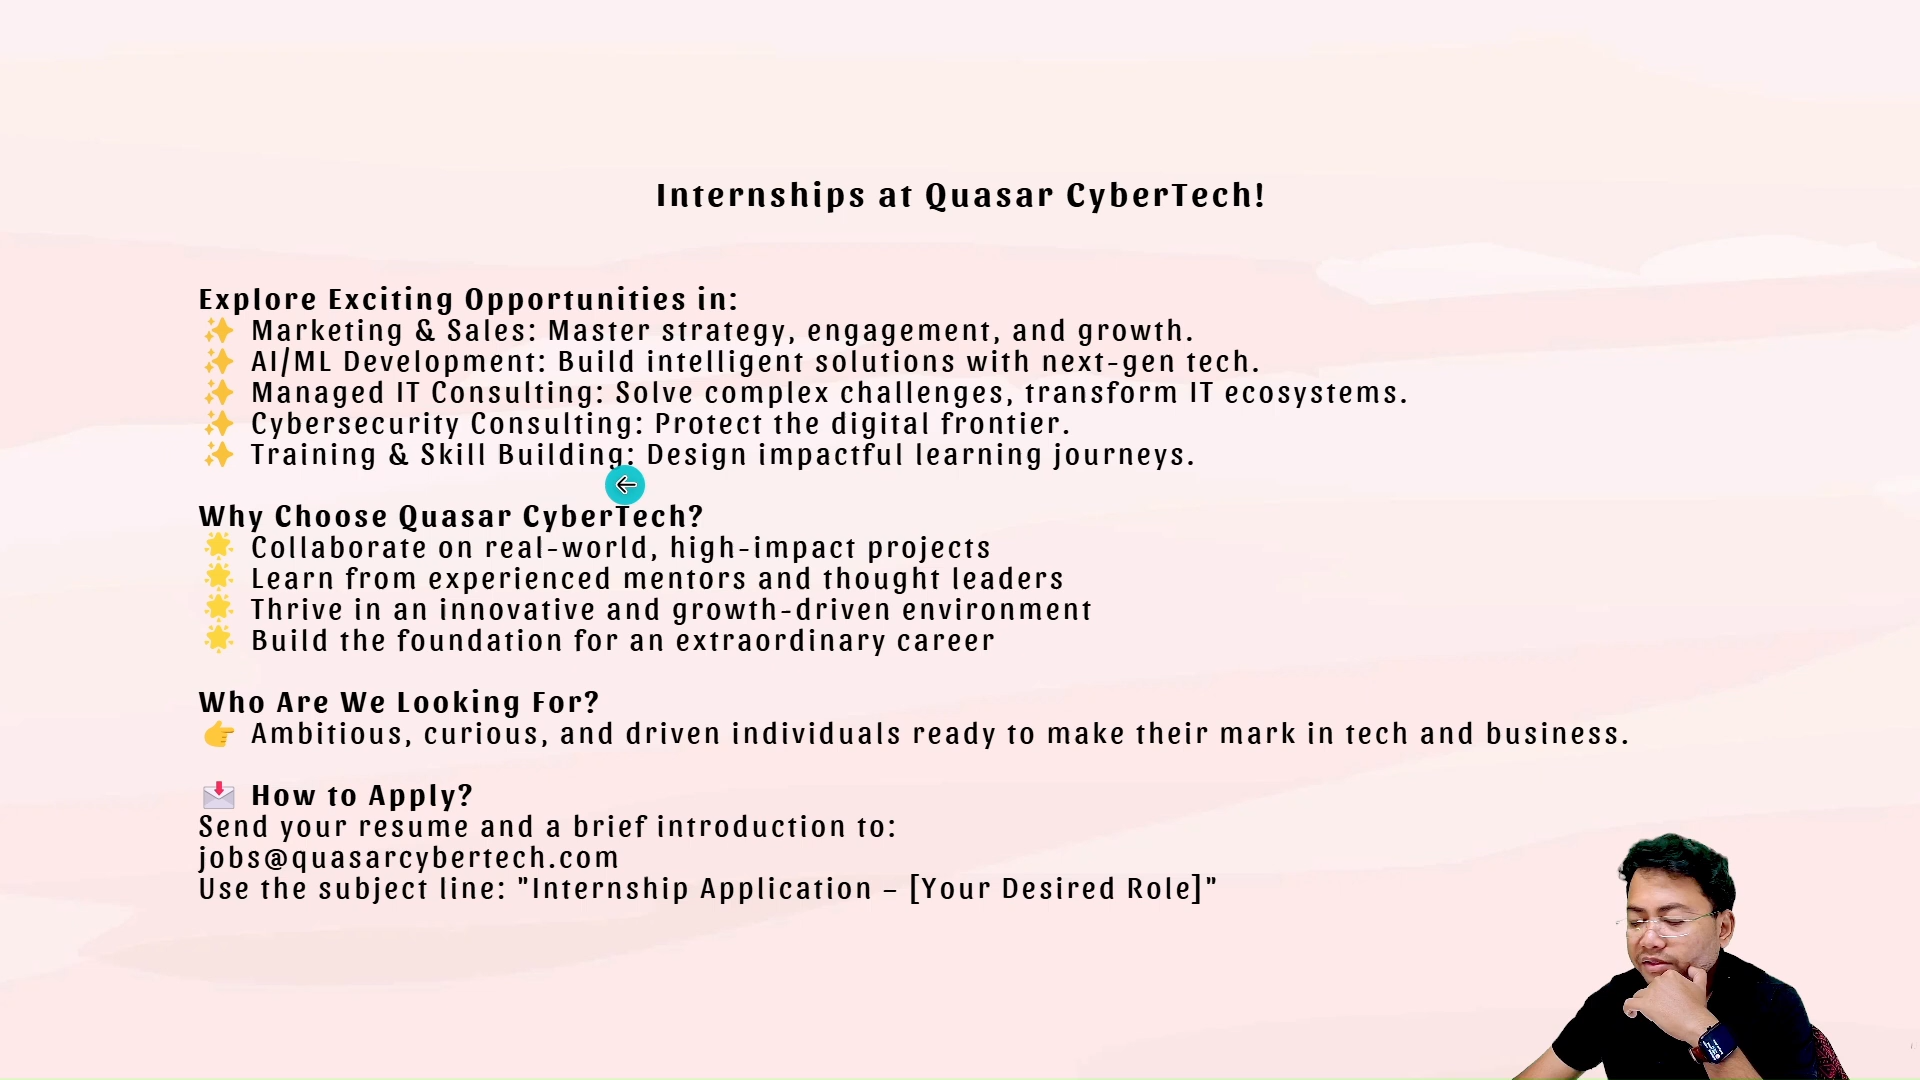 Internships at Quasar CyberTech!
Explore Exciting Opportunities in:
✨ Marketing & Sales: Master strategy, engagement, and growth.
✨ AI/ML Development: Build intelligent solutions with next-gen tech.
✨ Managed IT Consulting: Solve complex challenges, transform IT ecosystems.
✨ Cybersecurity Consulting: Protect the digital frontier.
✨ Training & Skill Building: Design impactful learning journeys.
Why Choose Quasar CyberTech?
🌟 Collaborate on real-world, high-impact projects
🌟 Learn from experienced mentors and thought leaders
🌟 Thrive in an innovative and growth-driven environment
🌟 Build the foundation for an extraordinary career
Who Are We Looking For?
👉 Ambitious, curious, and driven individuals ready to make their mark in tech and business.
📩 How to Apply?
Send your resume and a brief introduction to:
jobs@quasarcybertech.com
Use the subject line: "Internship Application – [Your Desired Role]"